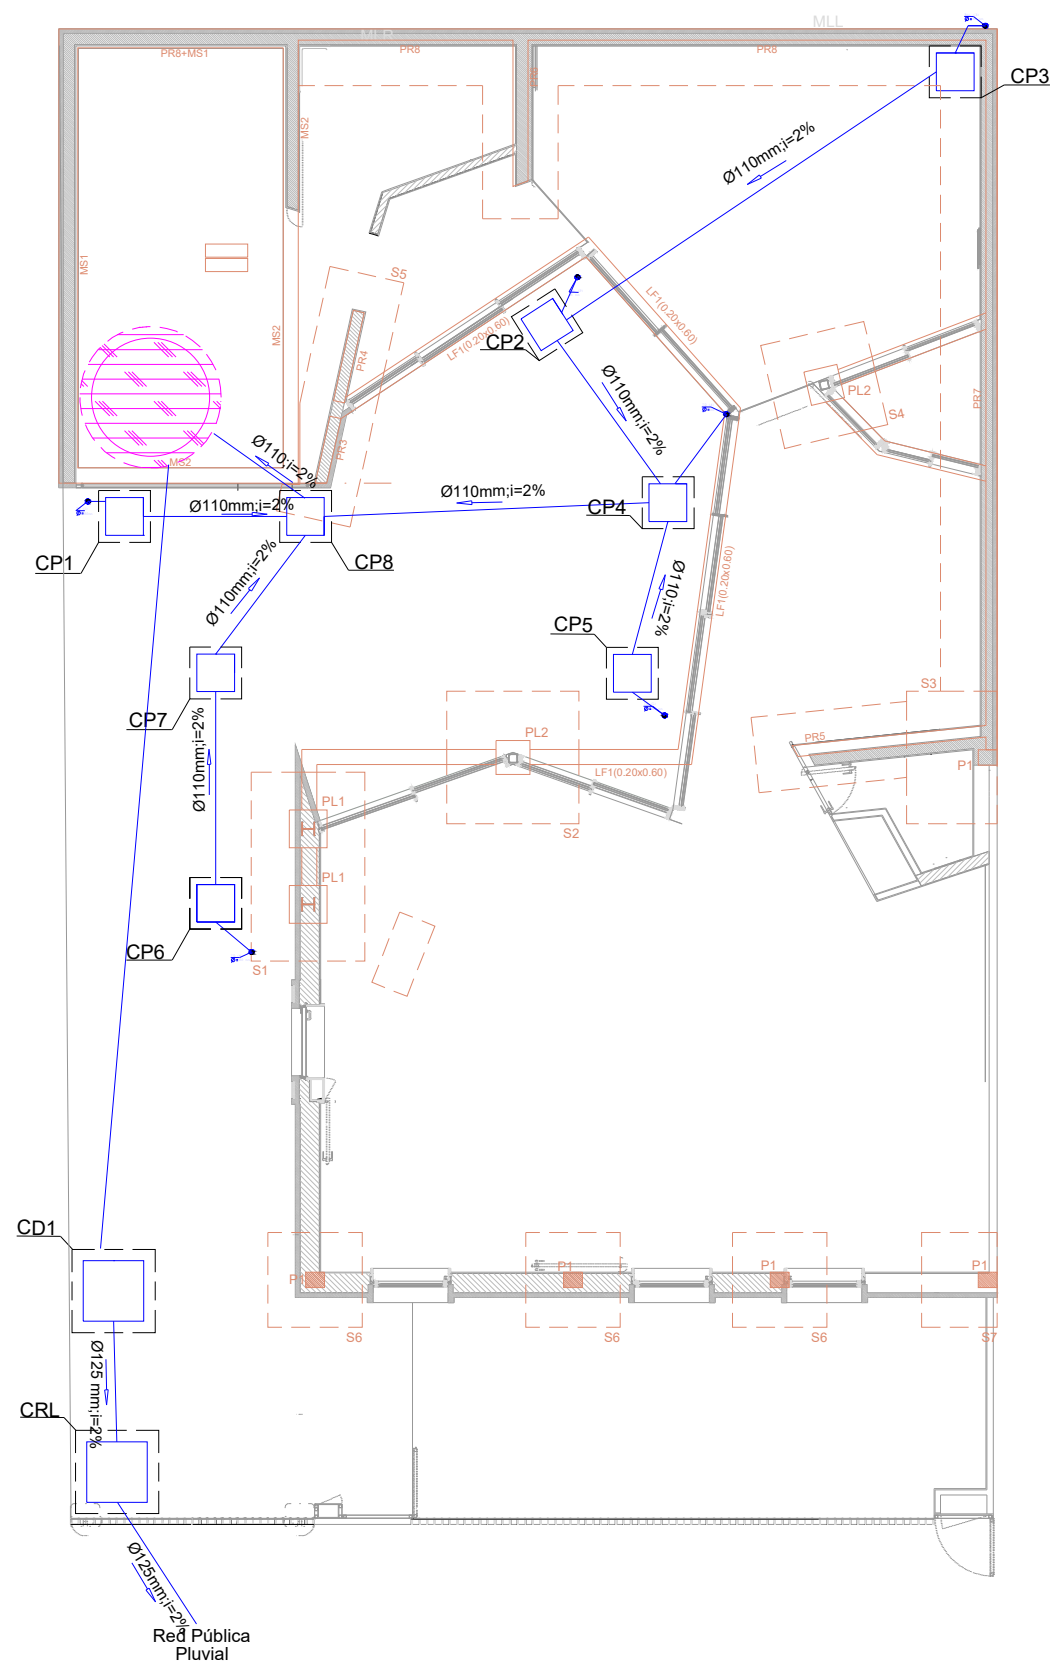 MLL
MLR
PR8+MS1
PR8
PR8
PR6
CP3
MS2
Ø110mm;i=2%
MS1
S5
LF1(0.20x0.60)
LF1(0.20x0.60)
MS2
PR4
CP2
PL2
PR7
S4
Ø110mm;i=2%
PR3
MS2
Ø110;i=2%
Ø110mm;i=2%
Ø110mm;i=2%
CP4
CP1
CP8
Ø110mm;i=2%
Ø110;i=2%
LF1(0.20x0.60)
CP5
S3
CP7
Ø110mm;i=2%
PL2
PR5
P1
LF1(0.20x0.60)
PL1
S2
PL1
CP6
S1
CD1
P1
P1
P1
P1
S6
S6
S6
S7
Ø125 mm;i=2%
CRL
Ø125mm;i=2%
Red Pública
Pluvial